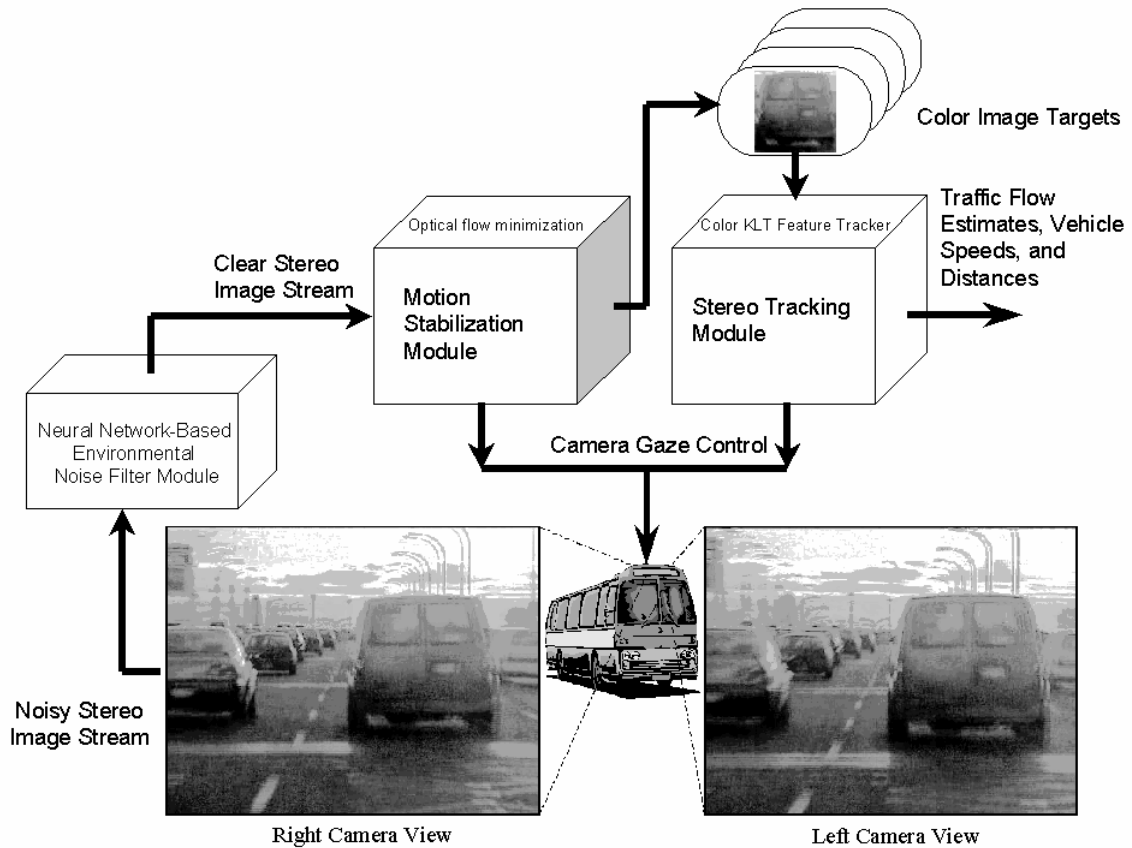 Color Image Targets
Optical flow minimization
Color KLT Feature Tracker
Traffic Flow
Estimates, Vehicle
Speeds, and
Distances
Clear Stereo
Image Stream
Motion
Stabilization
Module
Stereo Tracking
Module
Neural Network-Based
Environmental
Noise Filter Module
Camera Gaze Control
Noisy Stereo
Image Stream
Right Camera View
Left Camera View